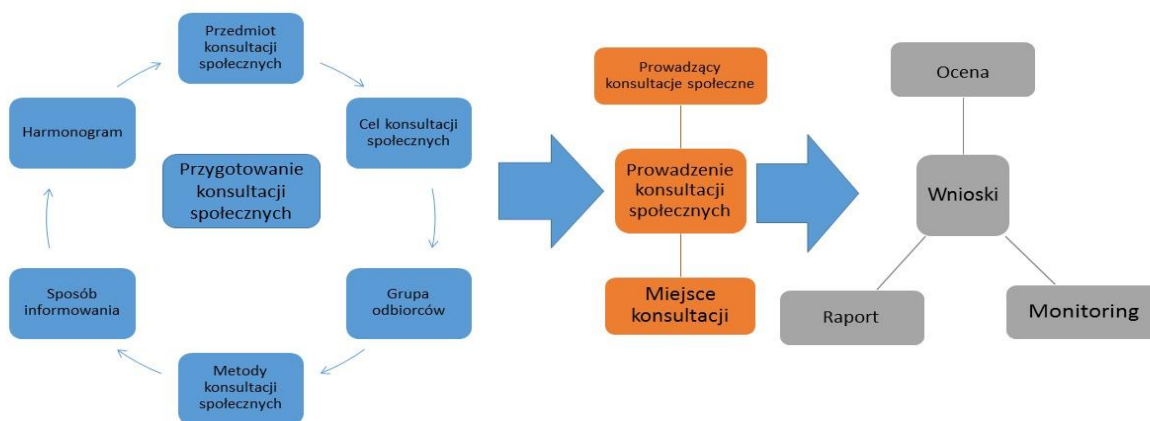 Przedmiot
konsultacji
społecznych
Cel konsultacji
społecznych
Grupa
odbiorców
Metody
konsultacji
społecznych
Sposób
informowania
Harmonogram
Przygotowanie
konsultacji
społecznych
Prowadzący
konsultacje społeczne
Prowadzenie
konsultacji
społecznych
Miejsce
konsultacji
Ocena
Wnioski
Raport
Monitoring